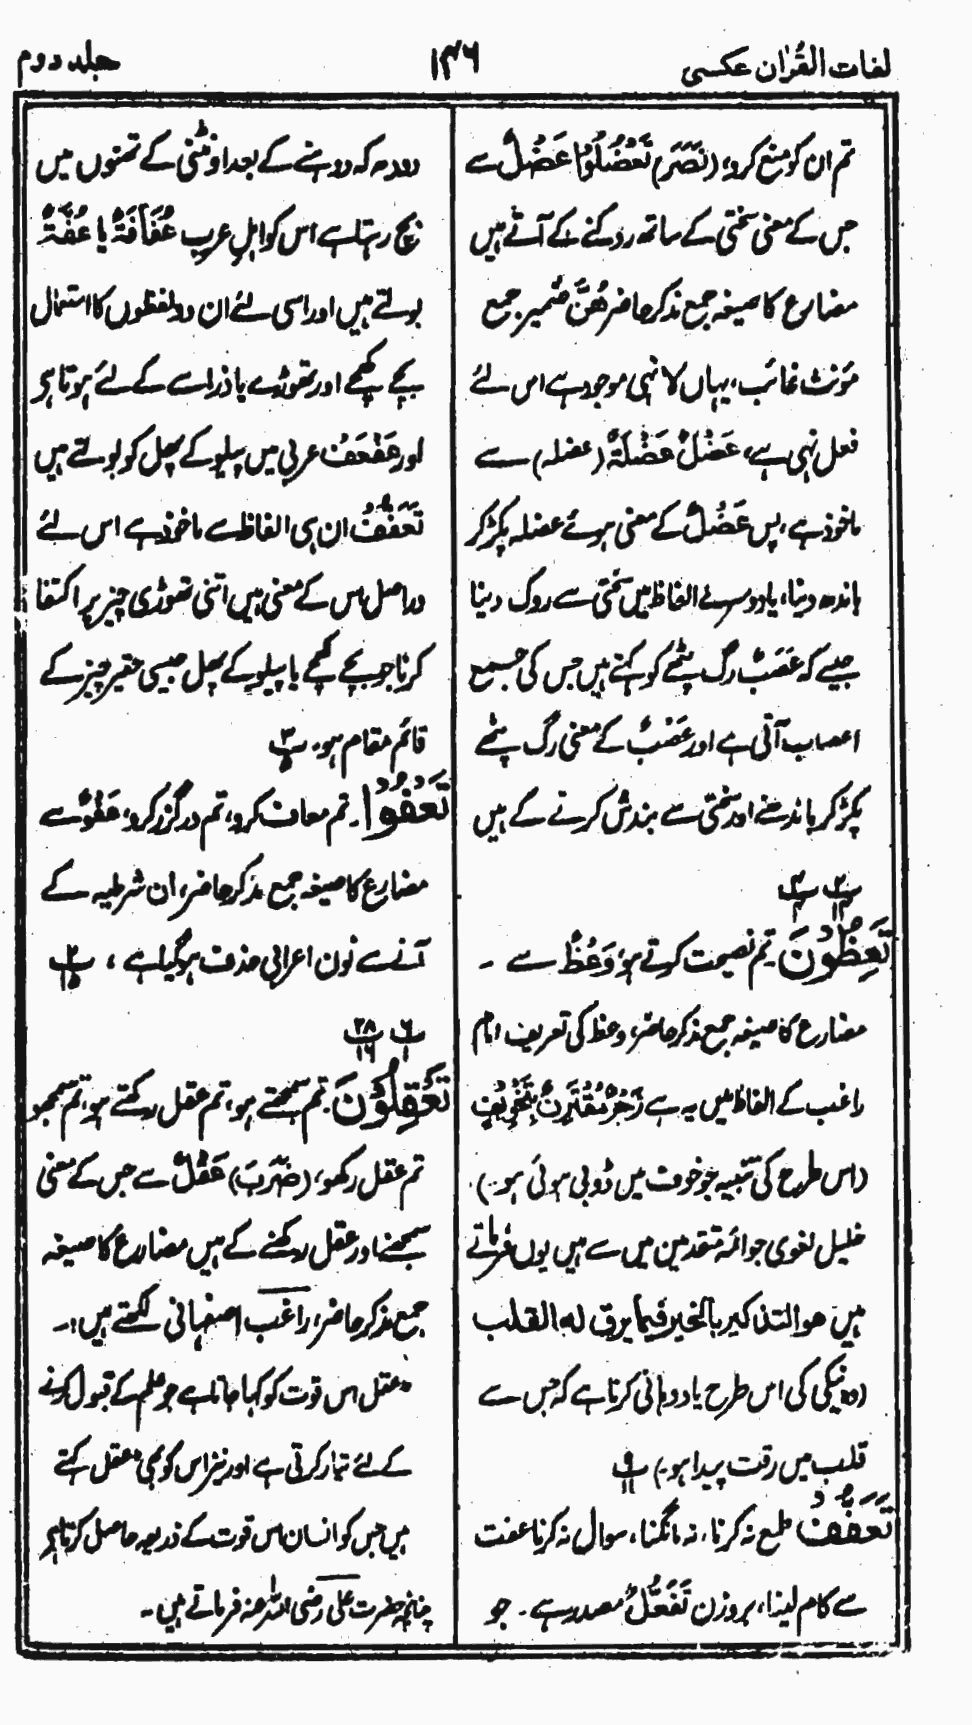 لغات القرآن عکسی
۱۴۶
جلد دوم
تم ان کو منع کرو، (نَصَرَ) تَعْضُلُوْا عَضْلٌ سے
جس کے معنی سختی کے ساتھ روکنے کے آتے ہیں
مضارع کا صیغہ جمع مذکر حاضر هُنَّ ضمیر جمع
مؤنث غائب، یہاں لا نہی موجود ہے اس لئے
فعل نہی ہے، عَضْلٌ عَضَلَةٌ (عضلہ) سے
ماخوذ ہے، پس عَضْلٌ کے معنی ہوئے عضلہ پکڑ کر
باندھ دینا، یا دوسرے الفاظ میں سختی سے روک دینا
جیسے کہ عَصَبٌ رگ پٹھے کو کہتے ہیں جس کی جمع
اعصاب آتی ہے اور عَصْبٌ کے معنی رگ پٹھے
پکڑ کر باندھنے، اور سختی سے بندش کرنے کے ہیں
تَعِظُوْنَ تم نصیحت کرتے ہو، وَعْظٌ سے ۔
مضارع کا صیغہ جمع مذکر حاضر، وعظ کی تعریف امام
راغب کے الفاظ میں یہ ہے زَجْرٌ مُقْتَرِنٌ بِتَخْوِيْفٍ
(اس طرح کی تنبیہ جو خوف میں ڈوبی ہوئی ہو۔)
خلیل لغوی جو ائمہ متقدمین میں سے ہیں یوں فرماتے
ہیں هو التذكير بالخير فيما يرق له القلب
(وہ نیکی کی اس طرح یاد دہانی کرنا ہے کہ جس سے
قلب میں رقت پیدا ہو۔) پ۹ ۱۱
تَعَفُّفْ طمع نہ کرنا، نہ مانگنا، سوال نہ کرنا عفت
سے کام لینا، بروزن تَفَعُّلٌ مصدر ہے ۔ جو
دودھ کہ دوہنے کے بعد اونٹنی کے تھنوں میں
بچ رہتا ہے اس کو اہل عرب عُفَافَةٌ یا عُفَّةٌ
بولتے ہیں اور اسی لئے ان دو لفظوں کا استعمال
بچے کھچے اور تھوڑے یا ذرا سے کے لئے ہوتا ہے
اور عَفْعَفْ عربی میں پیلو کے پھل کو بولتے ہیں
تَعَفُّفُ ان ہی الفاظ سے ماخوذ ہے اس لئے
دراصل اس کے معنی ہیں اتنی تھوڑی چیز پر اکتفا
کرنا جو بچے کھچے یا پیلو کے پھل جیسی حقیر چیز کے
قائم مقام ہو۔ پ۳ ۵
تَعْفُوْا ۔ تم معاف کرو، تم درگزر کرو، عَفْوٌ سے
مضارع کا صیغہ جمع مذکر حاضر، ان شرطیہ کے
آنے سے نون اعرابی حذف ہو گیا ہے ،
تَعْقِلُوْنَ ۔ تم سمجھتے ہو، تم عقل رکھتے ہو، تم سمجھو
تم عقل رکھو، (ضَرَبَ) عَقْلٌ سے جس کے معنی
سمجھنے اور عقل رکھنے کے ہیں مضارع کا صیغہ
جمع مذکر حاضر، راغب اصفہانی لکھتے ہیں:۔
"عقل اس قوت کو کہا جاتا ہے جو علم کے قبول کرنے
کے لئے تیار کرتی ہے اور نیز اس کو بھی عقل کہتے
ہیں جس کو انسان اس قوت کے ذریعہ حاصل کرتا ہے
چنانچہ حضرت علی رضی اللہ عنہ فرماتے ہیں ۔